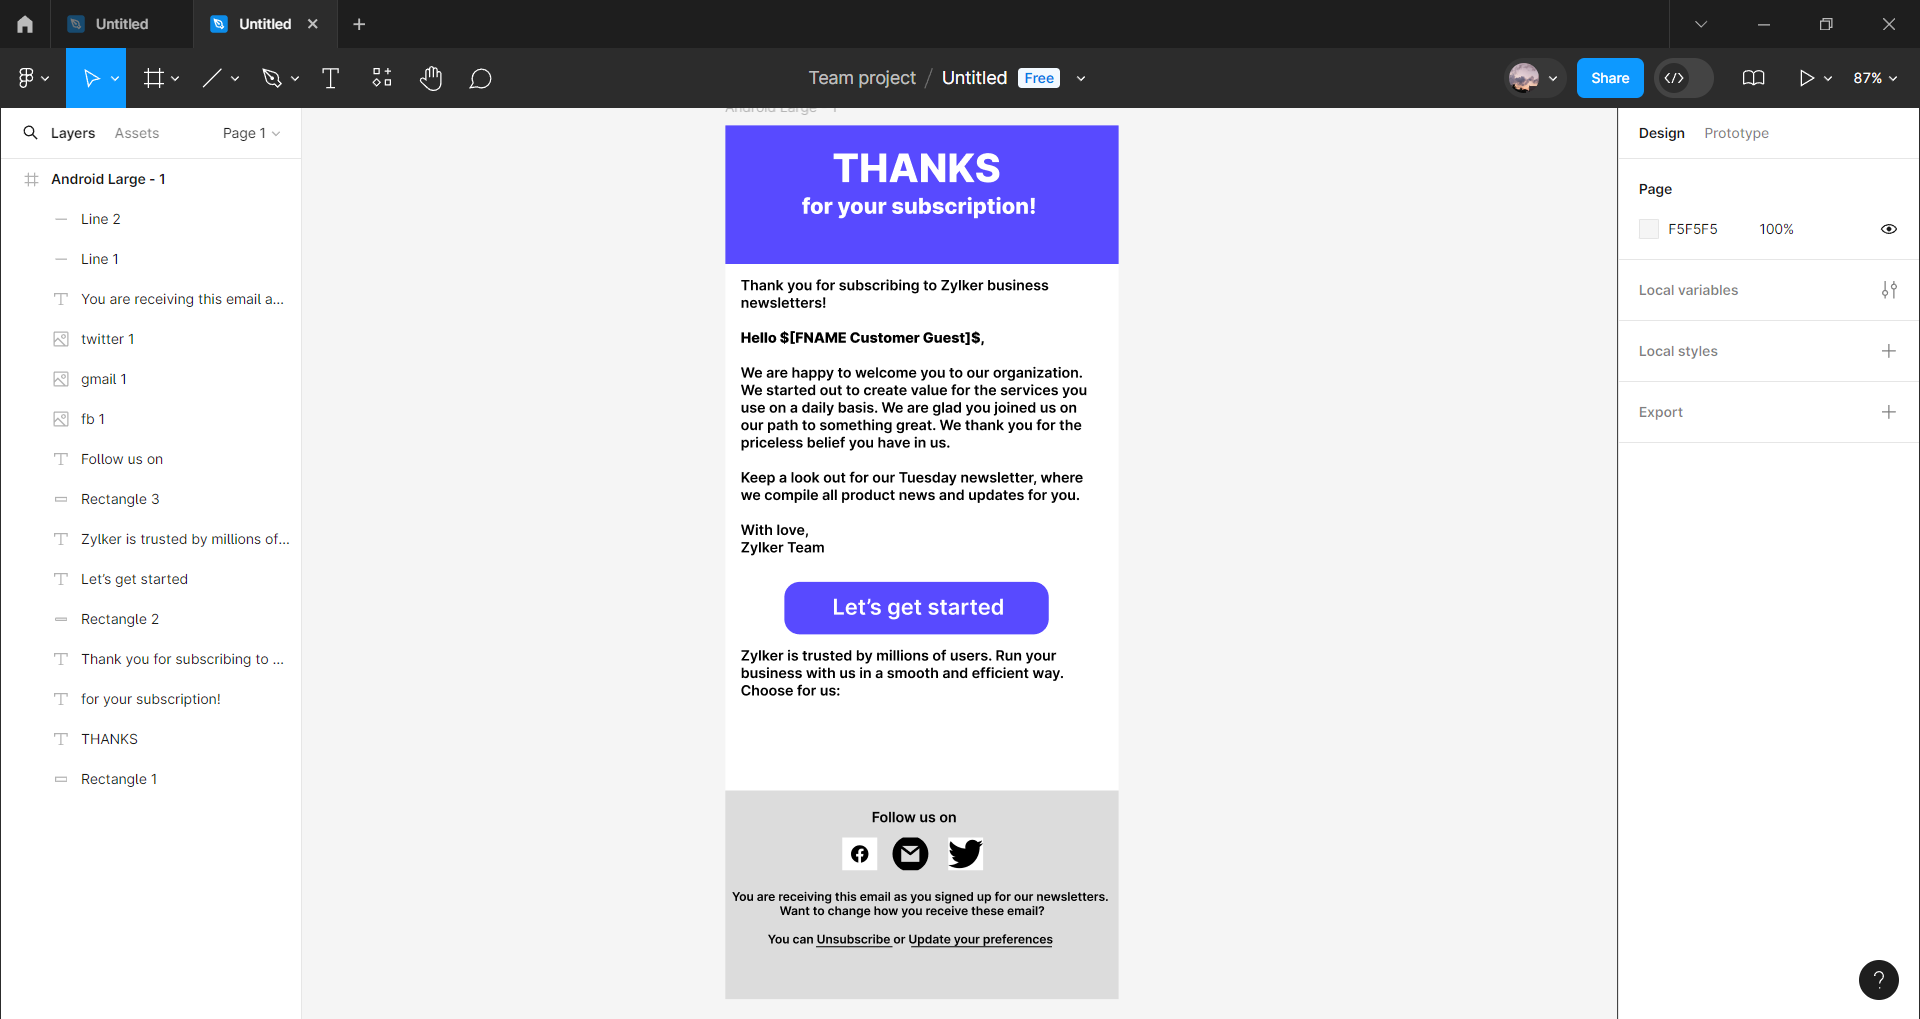 Untitled
Untitled
Team project / Untitled Free
Share
87%
Layers Assets Page 1
Android Large - 1
Line 2
Line 1
You are receiving this email a...
twitter 1
gmail 1
fb 1
Follow us on
Rectangle 3
Zylker is trusted by millions of...
Let's get started
Rectangle 2
Thank you for subscribing to ...
for your subscription!
THANKS
Rectangle 1
Android Large - 1
THANKS
for your subscription!
Thank you for subscribing to Zylker business
newsletters!
Hello $[FNAME Customer Guest]$,
We are happy to welcome you to our organization.
We started out to create value for the services you
use on a daily basis. We are glad you joined us on
our path to something great. We thank you for the
priceless belief you have in us.
Keep a look out for our Tuesday newsletter, where
we compile all product news and updates for you.
With love,
Zylker Team
Let's get started
Zylker is trusted by millions of users. Run your
business with us in a smooth and efficient way.
Choose for us:
Follow us on
You are receiving this email as you signed up for our newsletters.
Want to change how you receive these email?
You can Unsubscribe or Update your preferences
Design Prototype
Page
F5F5F5 100%
Local variables
Local styles
Export
?